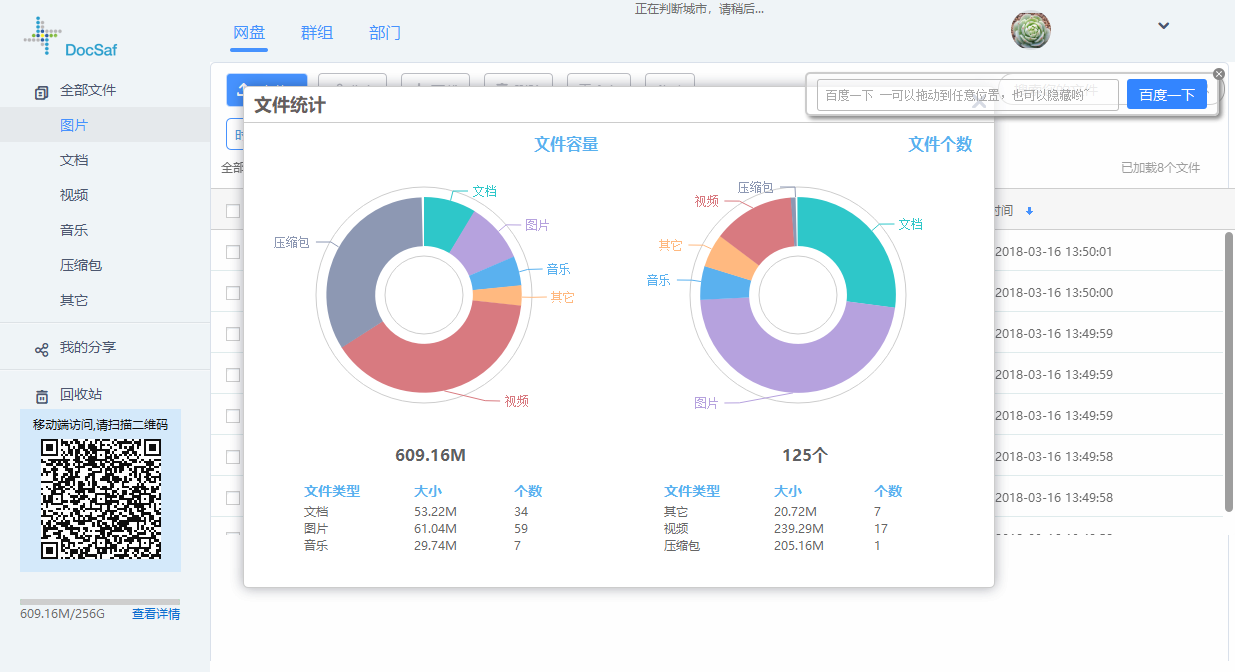 正在判断城市，请稍后...
DocSaf
网盘
群组
部门
全部文件
图片
文档
视频
音乐
压缩包
其它
我的分享
回收站
移动端访问,请扫描二维码
609.16M/256G
查看详情
百度一下 一可以拖动到任意位置，也可以隐藏哟
百度一下
文件统计
文件容量
文件个数
文档
图片
音乐
其它
视频
压缩包
压缩包
视频
其它
音乐
图片
文档
609.16M
125个
文件类型 大小 个数
文档 53.22M 34
图片 61.04M 59
音乐 29.74M 7
文件类型 大小 个数
其它 20.72M 7
视频 239.29M 17
压缩包 205.16M 1
全部
已加载8个文件
时间
2018-03-16 13:50:01
2018-03-16 13:50:00
2018-03-16 13:49:59
2018-03-16 13:49:59
2018-03-16 13:49:59
2018-03-16 13:49:58
2018-03-16 13:49:58